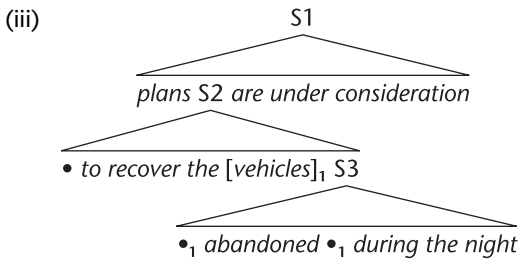 (iii) S1
plans S2 are under consideration
• to recover the [vehicles]₁ S3
•₁ abandoned •₁ during the night